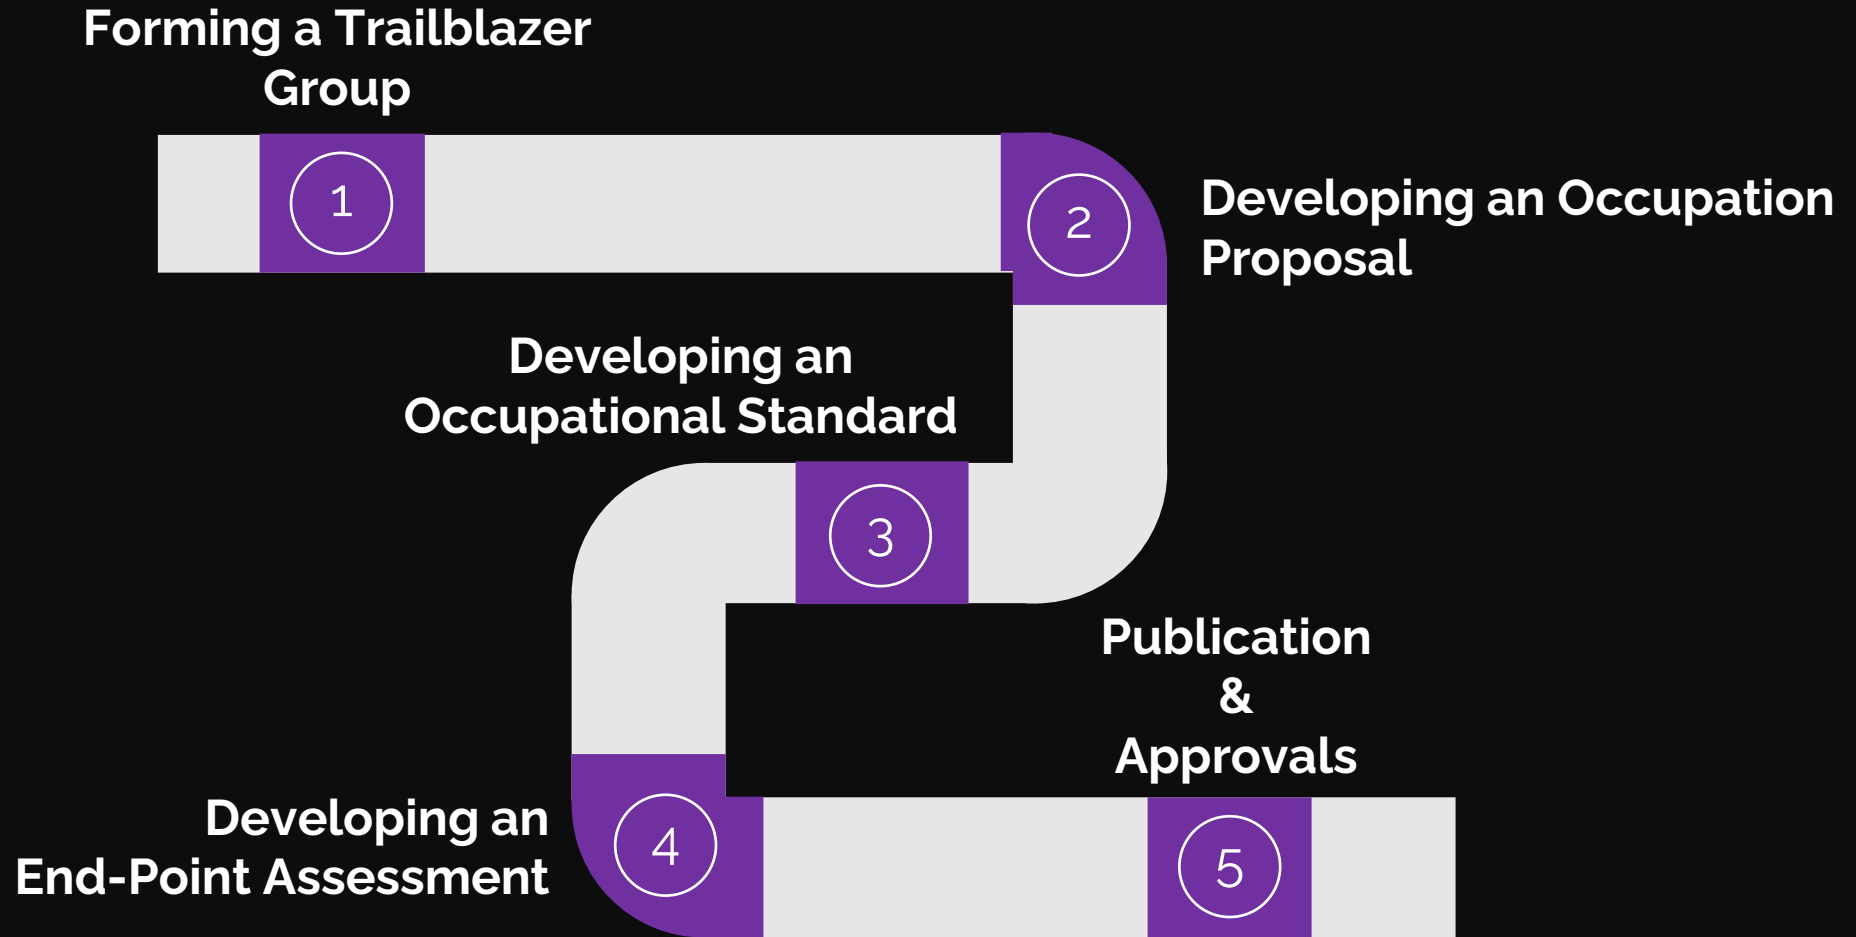 Forming a Trailblazer
Group
1
2
Developing an Occupation
Proposal
Developing an
Occupational Standard
3
Publication
&
Approvals
Developing an
End-Point Assessment
4
5